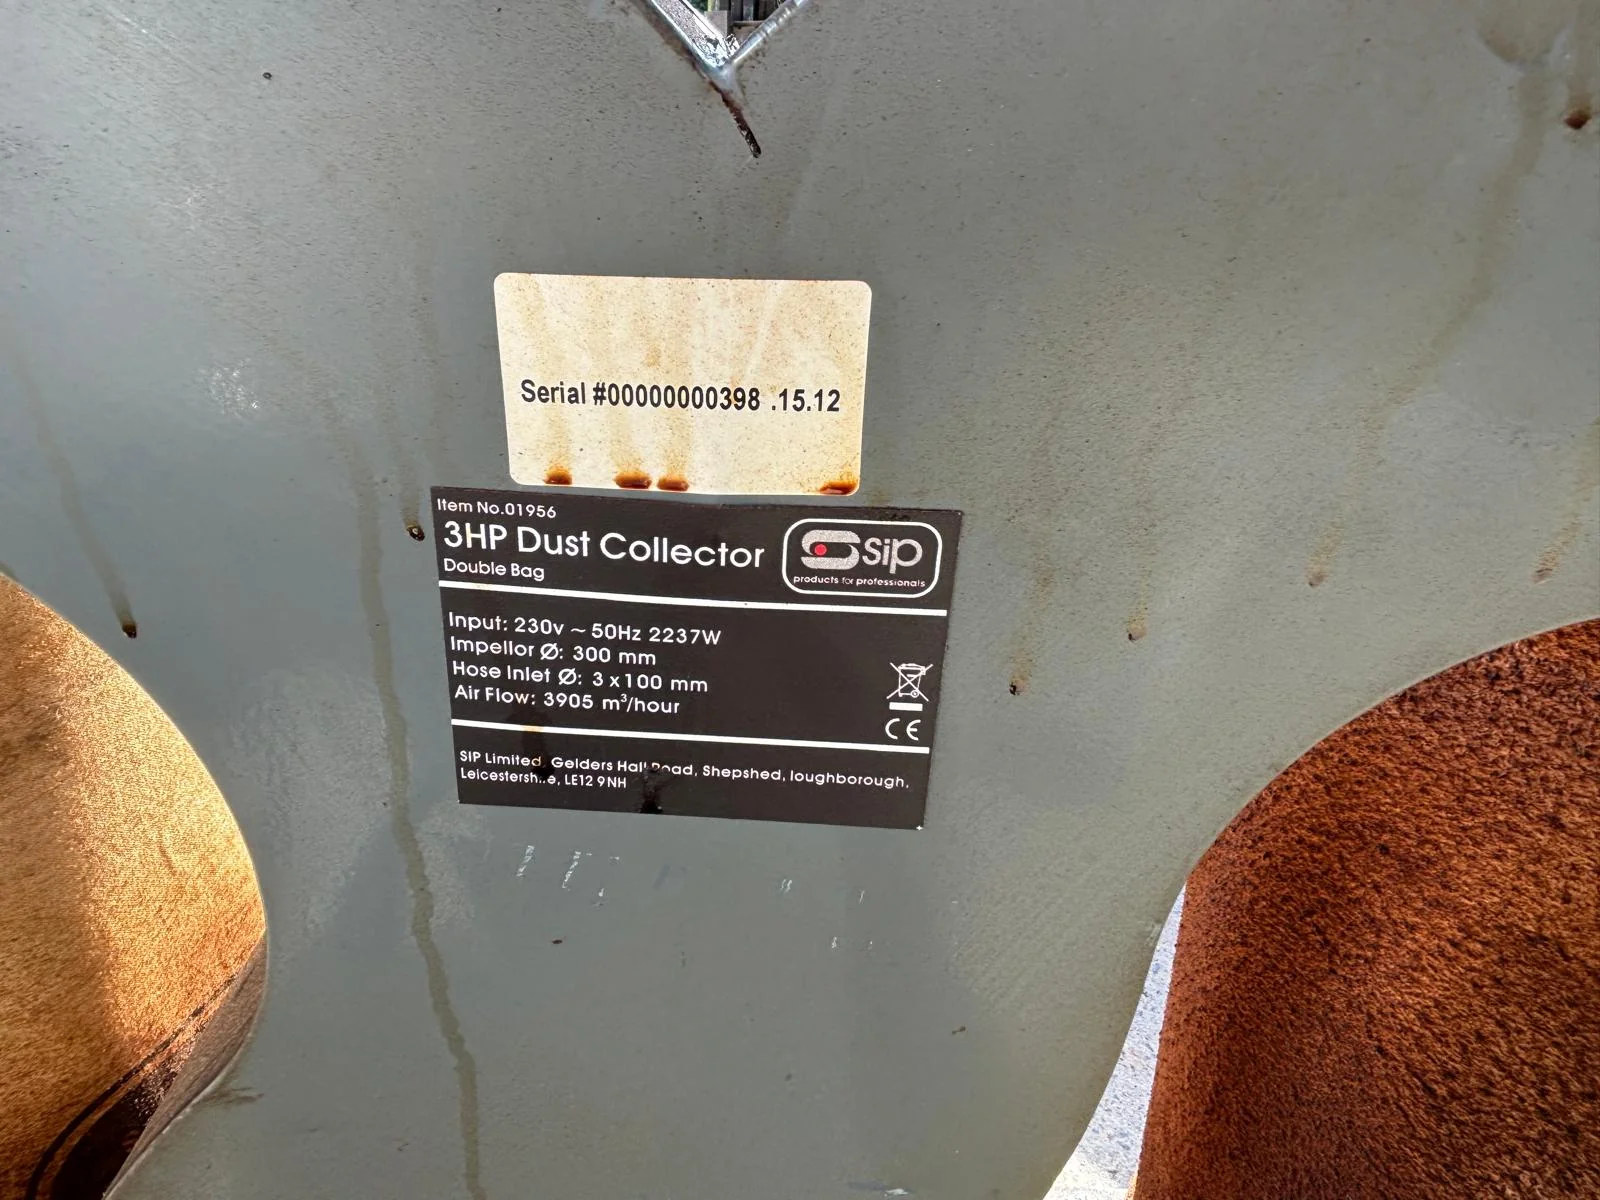 Serial #00000000398 .15.12
Item No.01956
3HP Dust Collector
Double Bag
Sip
products for professionals
Input: 230v ~ 50Hz 2237W
Impellor Ø: 300 mm
Hose Inlet Ø: 3 x 100 mm
Air Flow: 3905 m³/hour
CE
SIP Limited, Gelders Hall Road, Shepshed, loughborough,
Leicestershire, LE12 9NH